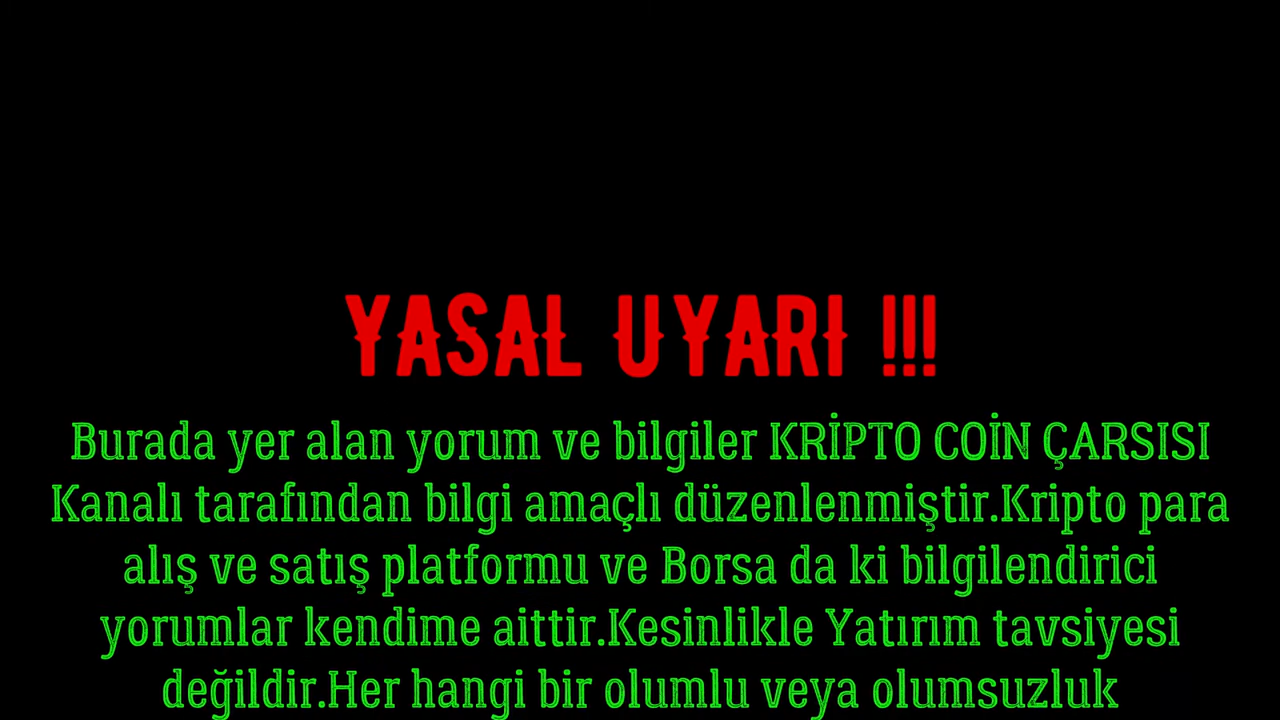 YASAL UYARI !!!
Burada yer alan yorum ve bilgiler KRİPTO COİN ÇARSISI
Kanalı tarafından bilgi amaçlı düzenlenmiştir.Kripto para
alış ve satış platformu ve Borsa da ki bilgilendirici
yorumlar kendime aittir.Kesinlikle Yatırım tavsiyesi
değildir.Her hangi bir olumlu veya olumsuzluk